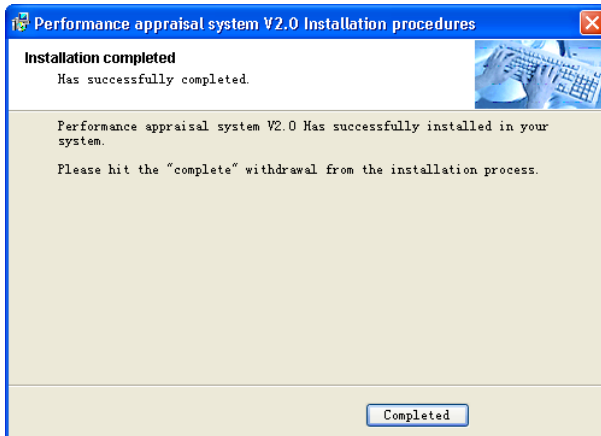 Performance appraisal system V2.0 Installation procedures
Installation completed
Has successfully completed.
Performance appraisal system V2.0 Has successfully installed in your
system.
Please hit the "complete" withdrawal from the installation process.
Completed